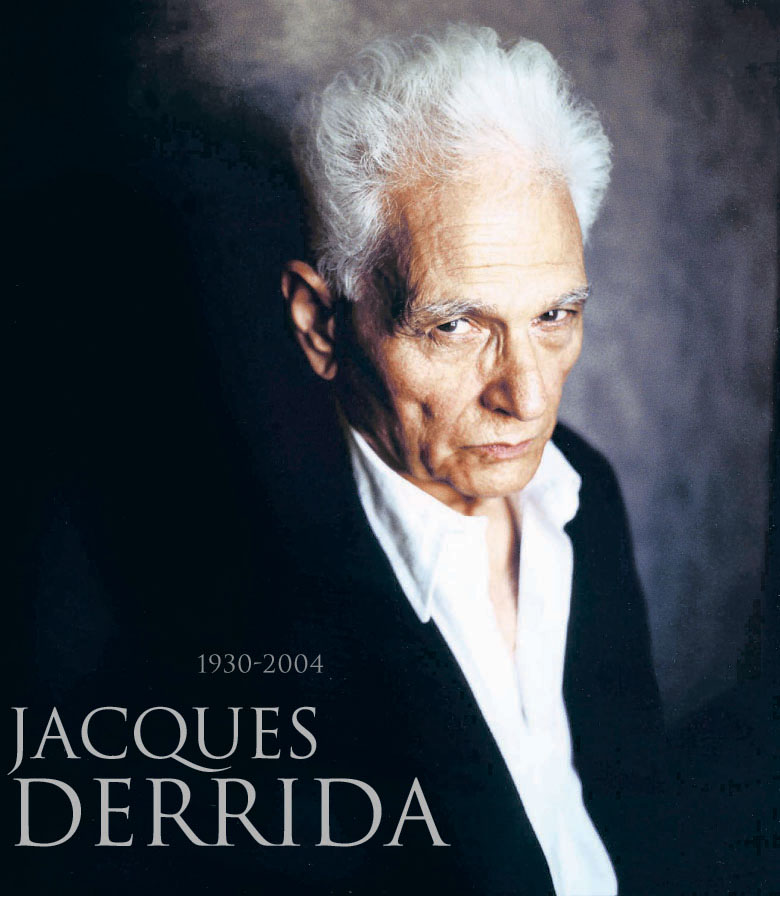 1930-2004
JACQUES
DERRIDA